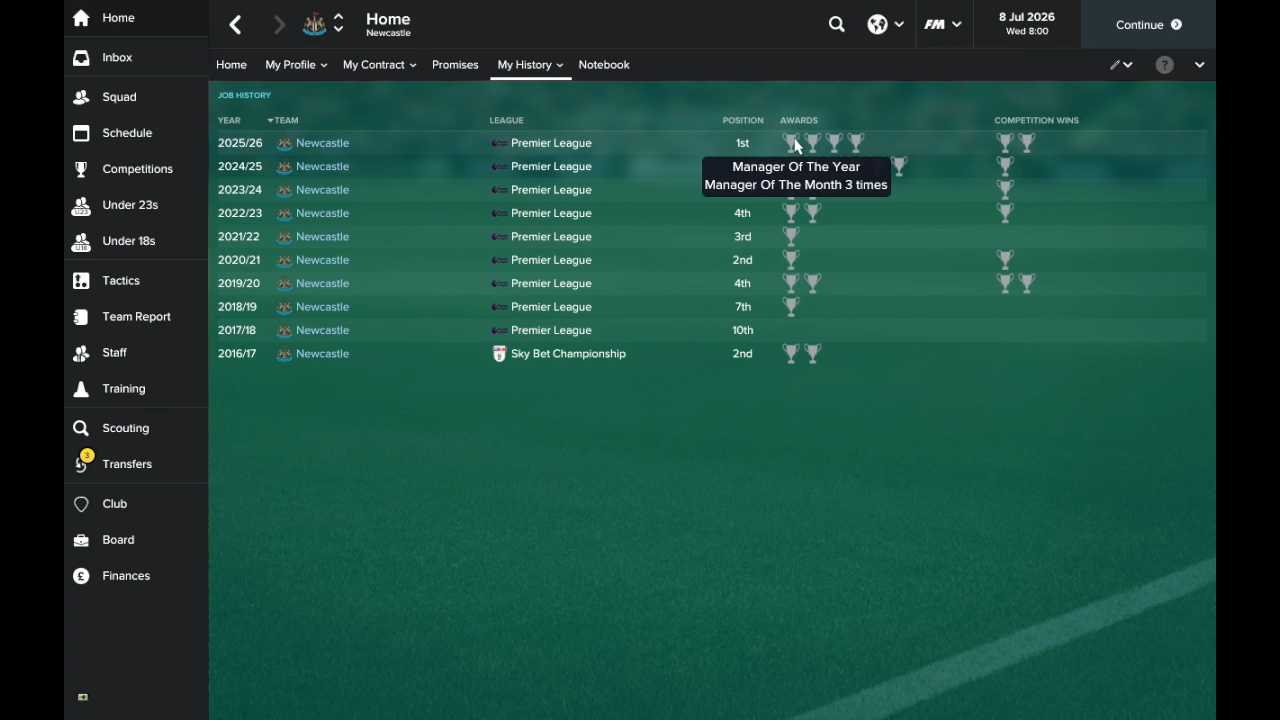 Home
Inbox
Squad
Schedule
Competitions
U23
Under 23s
U18
Under 18s
Tactics
Team Report
Staff
Training
Scouting
3
Transfers
Club
Board
£
Finances
Home
Newcastle
FM
8 Jul 2026
Wed 8:00
Continue
Home My Profile My Contract Promises My History Notebook
?
JOB HISTORY
YEAR TEAM LEAGUE POSITION AWARDS COMPETITION WINS
2025/26 Newcastle Premier League 1st
2024/25 Newcastle Premier League
2023/24 Newcastle Premier League
2022/23 Newcastle Premier League 4th
2021/22 Newcastle Premier League 3rd
2020/21 Newcastle Premier League 2nd
2019/20 Newcastle Premier League 4th
2018/19 Newcastle Premier League 7th
2017/18 Newcastle Premier League 10th
2016/17 Newcastle Sky Bet Championship 2nd
Manager Of The Year
Manager Of The Month 3 times